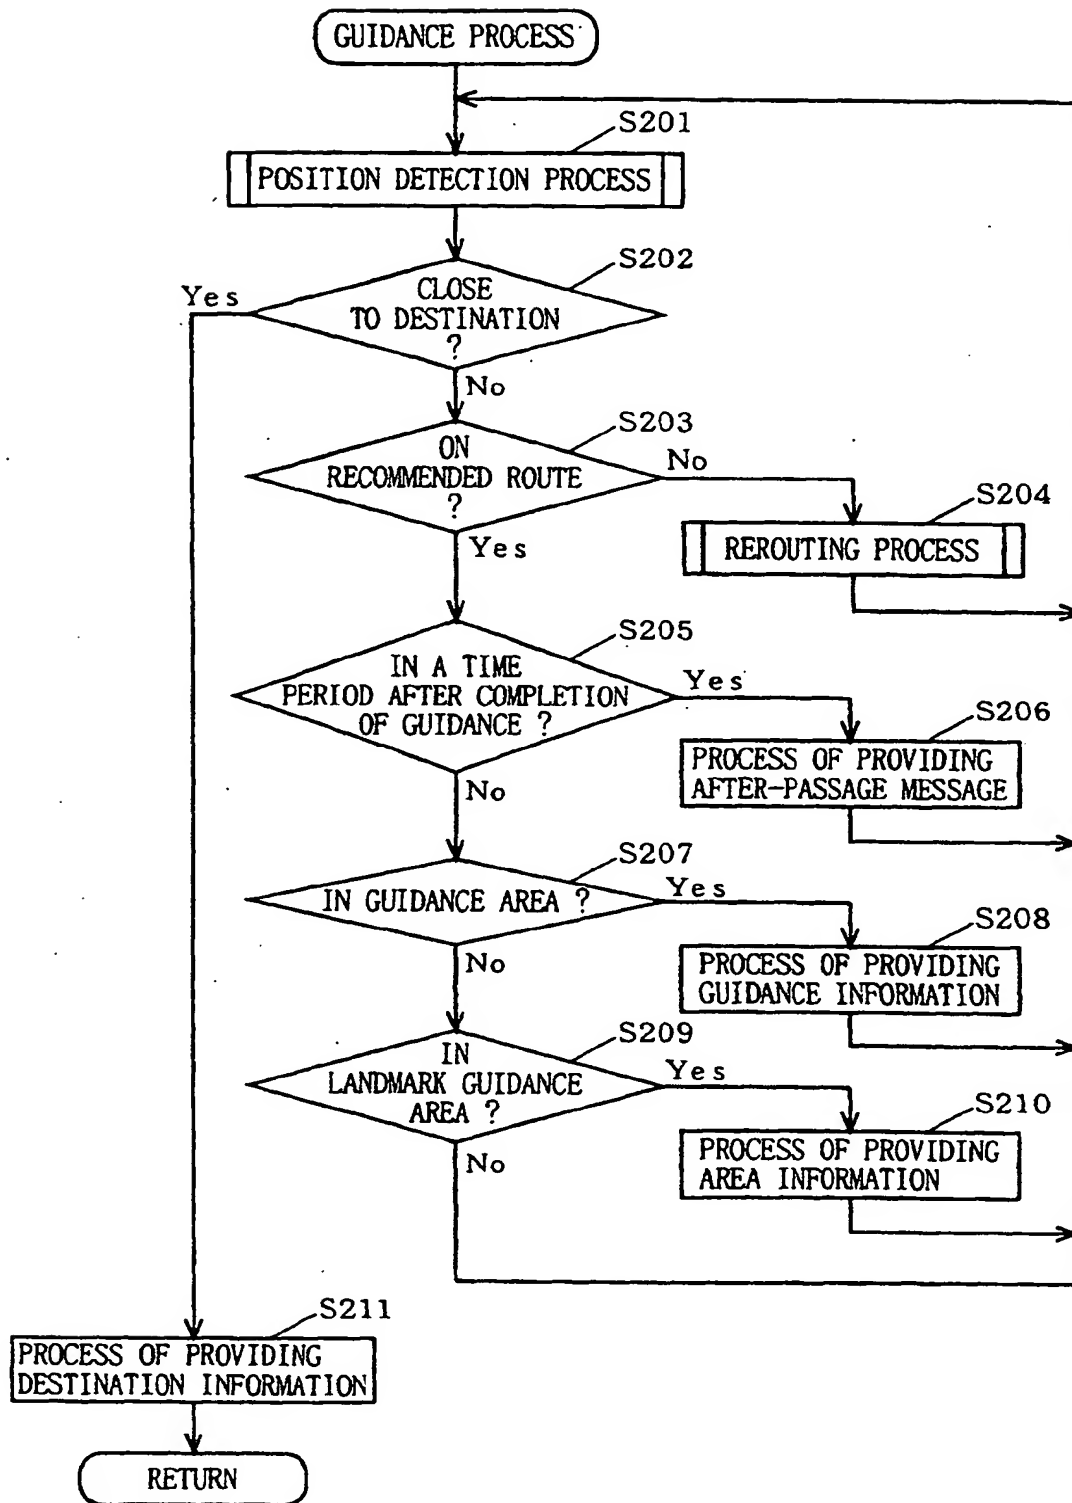 GUIDANCE PROCESS
S201
POSITION DETECTION PROCESS
S202
CLOSE
TO DESTINATION
?
Yes
No
S203
ON
RECOMMENDED ROUTE
?
No
Yes
S204
REROUTING PROCESS
S205
IN A TIME
PERIOD AFTER COMPLETION
OF GUIDANCE ?
Yes
No
S206
PROCESS OF PROVIDING
AFTER-PASSAGE MESSAGE
S207
IN GUIDANCE AREA ?
Yes
No
S208
PROCESS OF PROVIDING
GUIDANCE INFORMATION
S209
IN
LANDMARK GUIDANCE
AREA ?
Yes
No
S210
PROCESS OF PROVIDING
AREA INFORMATION
S211
PROCESS OF PROVIDING
DESTINATION INFORMATION
RETURN